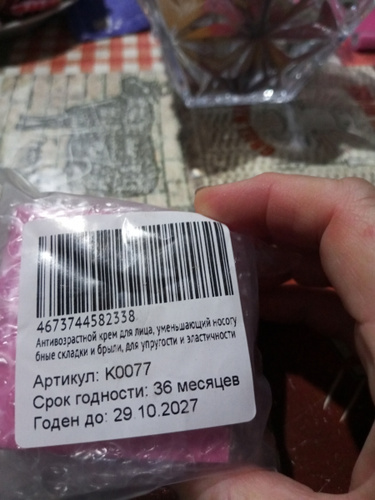 4673744582338
Антивозрастной крем для лица, уменьшающий носогу
бные складки и брыли, для упругости и эластичности
Артикул: K0077
Срок годности: 36 месяцев
Годен до: 29.10.2027